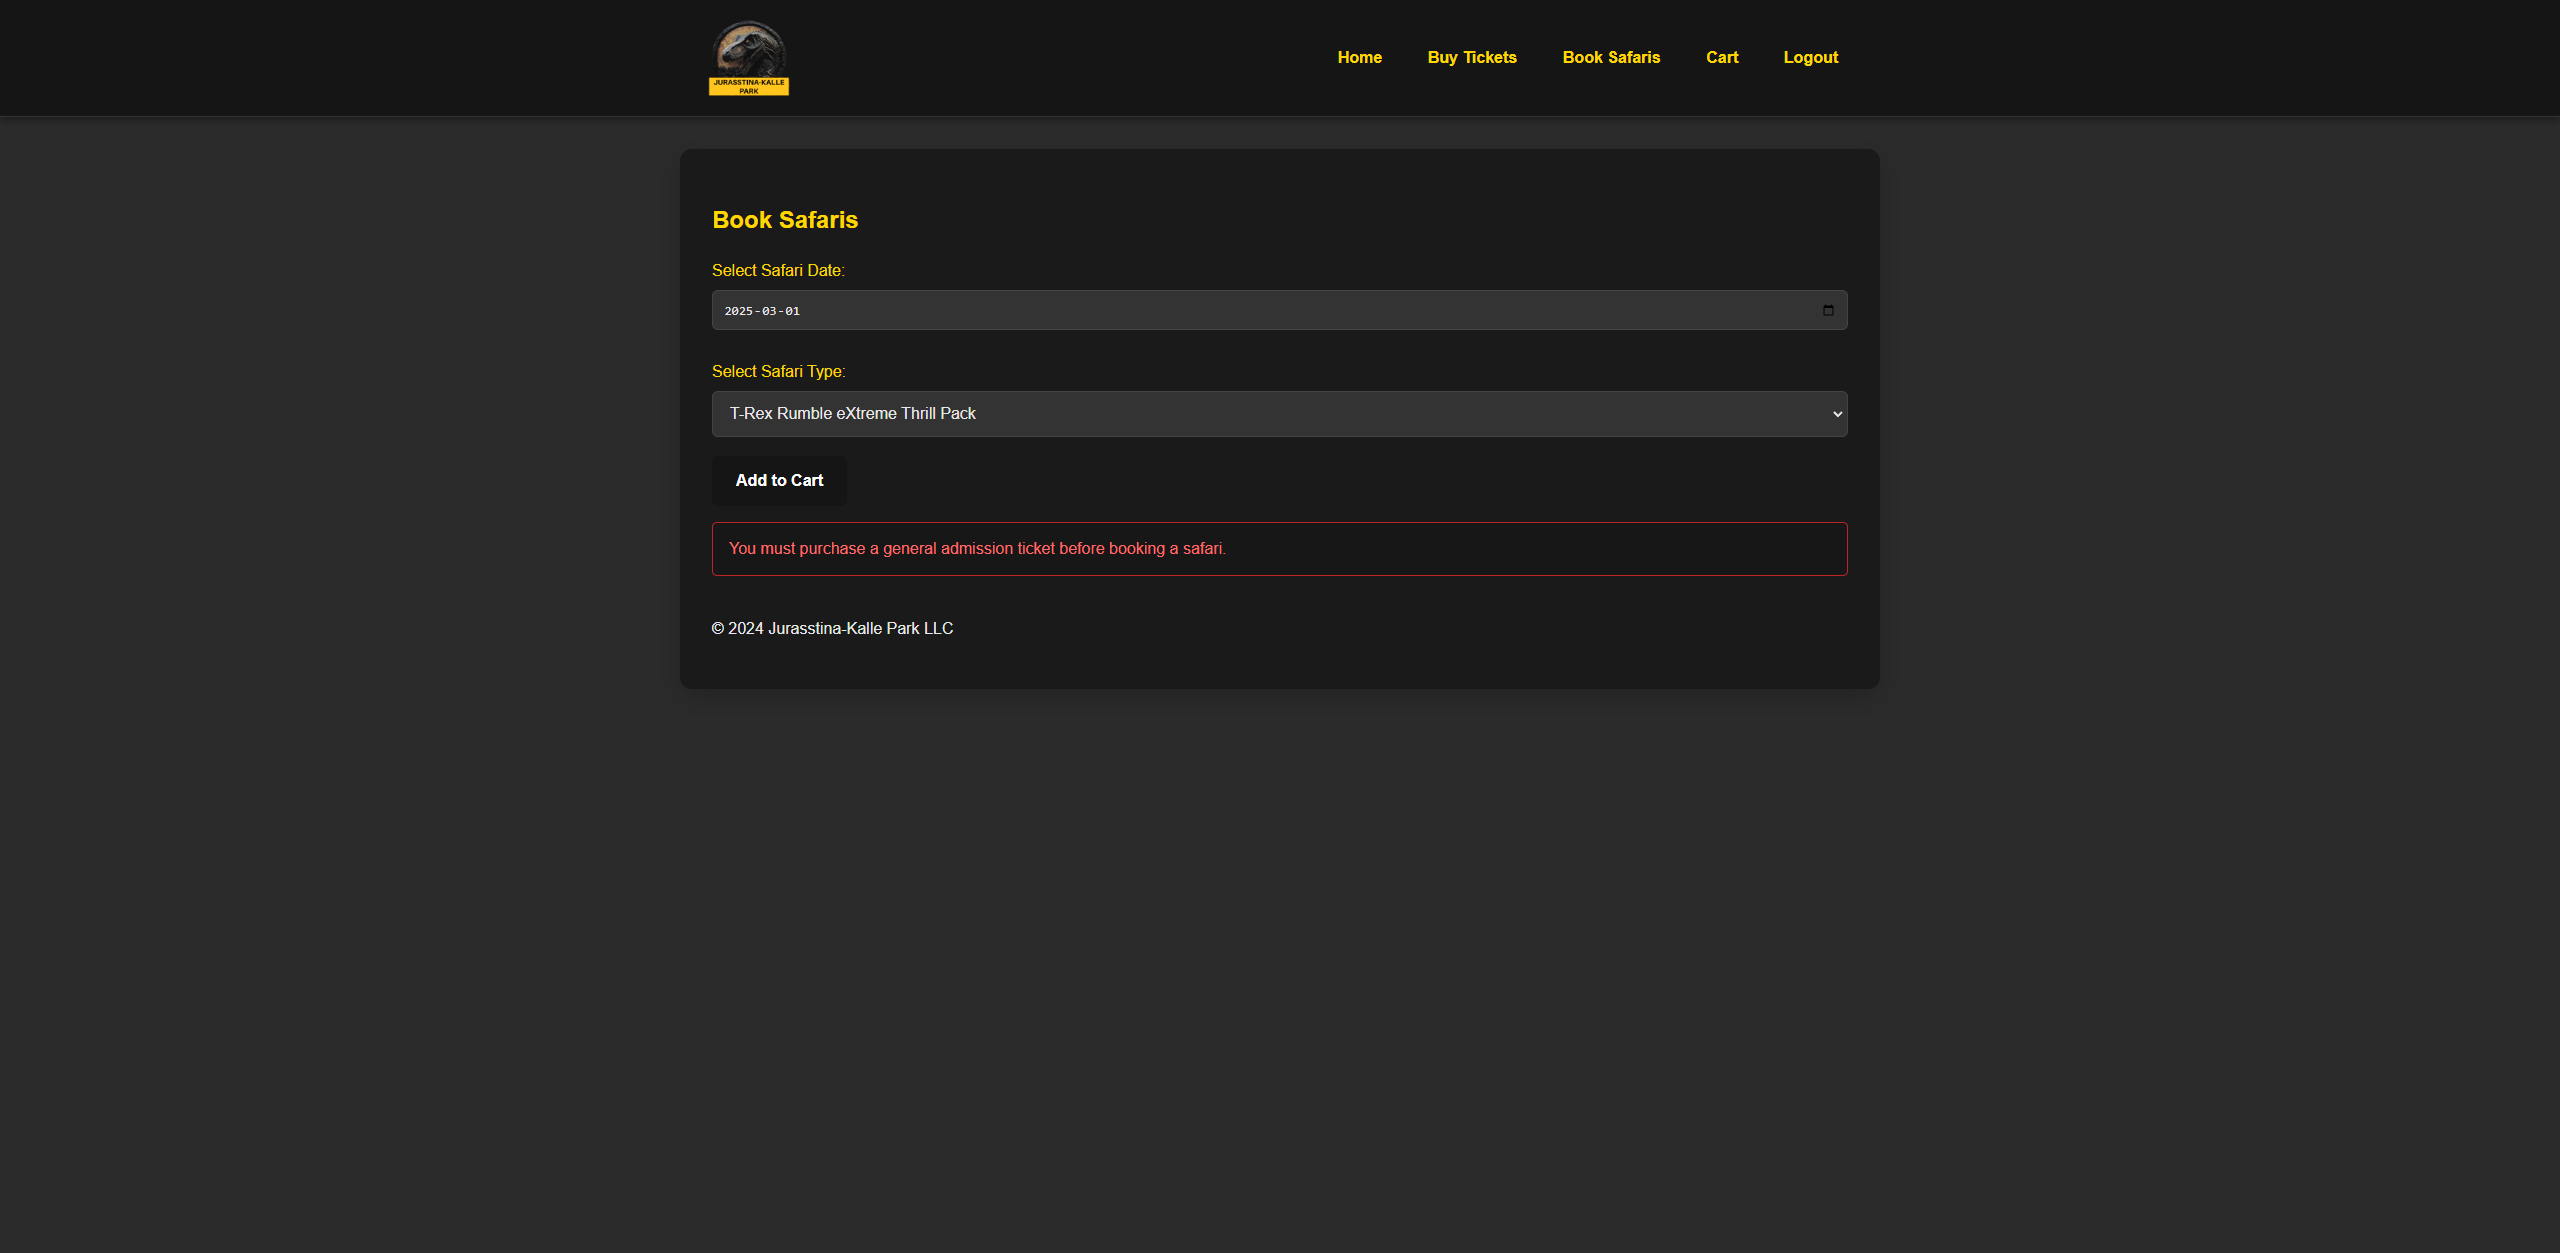 JURASSTINA-KALLE
PARK
Home
Buy Tickets
Book Safaris
Cart
Logout
Book Safaris
Select Safari Date:
2025-03-01
Select Safari Type:
T-Rex Rumble eXtreme Thrill Pack
Add to Cart
You must purchase a general admission ticket before booking a safari.
© 2024 Jurasstina-Kalle Park LLC